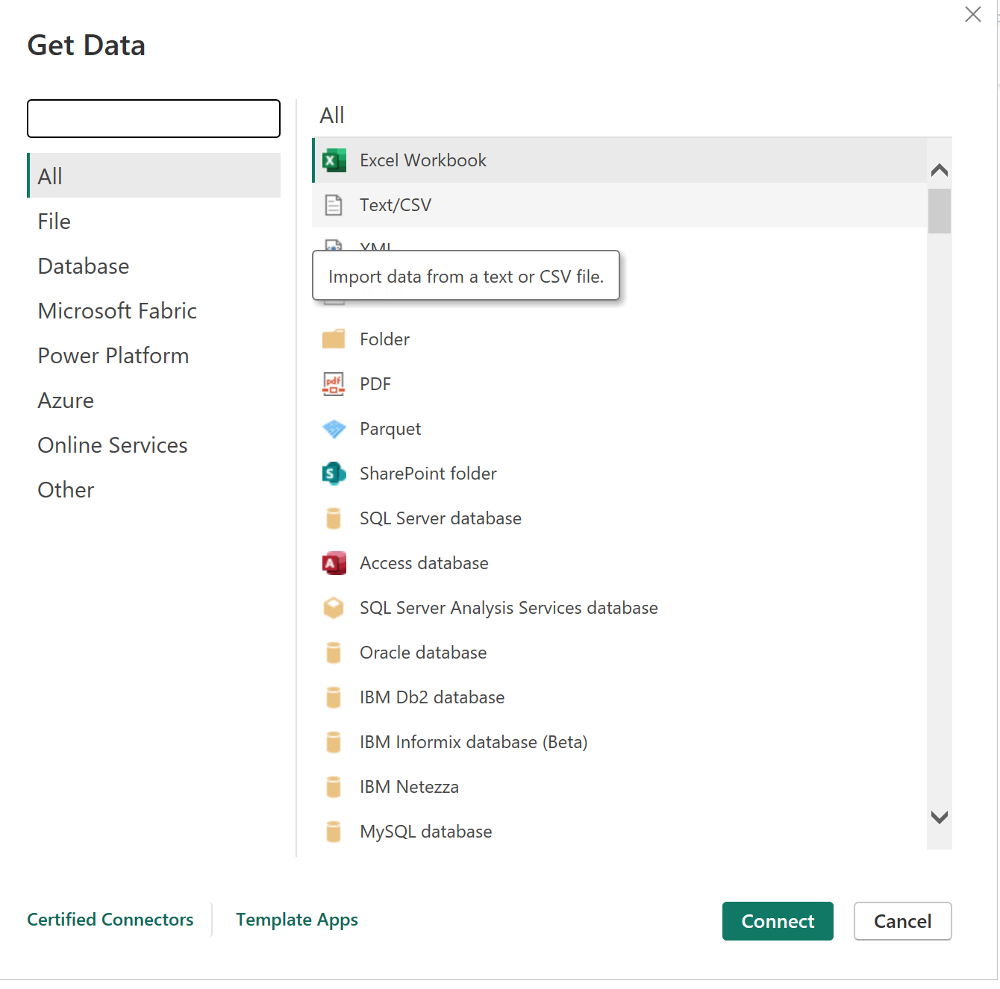 Get Data
All
File
Database
Microsoft Fabric
Power Platform
Azure
Online Services
Other
All
Excel Workbook
Text/CSV
XML
Import data from a text or CSV file.
Folder
PDF
Parquet
SharePoint folder
SQL Server database
Access database
SQL Server Analysis Services database
Oracle database
IBM Db2 database
IBM Informix database (Beta)
IBM Netezza
MySQL database
Certified Connectors
Template Apps
Connect
Cancel